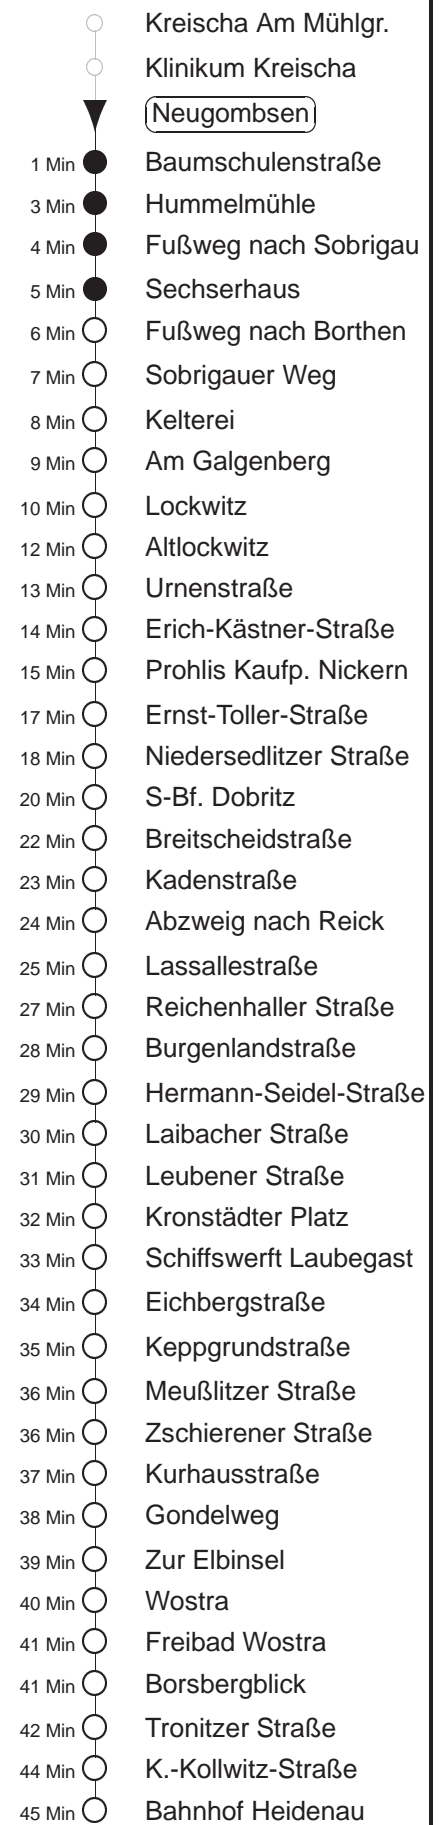 Kreischa Am Mühlgr.
Klinikum Kreischa
Neugombsen
1 Min Baumschulenstraße
3 Min Hummelmühle
4 Min Fußweg nach Sobrigau
5 Min Sechserhaus
6 Min Fußweg nach Borthen
7 Min Sobrigauer Weg
8 Min Kelterei
9 Min Am Galgenberg
10 Min Lockwitz
12 Min Altlockwitz
13 Min Urnenstraße
14 Min Erich-Kästner-Straße
15 Min Prohlis Kaufp. Nickern
17 Min Ernst-Toller-Straße
18 Min Niedersedlitzer Straße
20 Min S-Bf. Dobritz
22 Min Breitscheidstraße
23 Min Kadenstraße
24 Min Abzweig nach Reick
25 Min Lassallestraße
27 Min Reichenhaller Straße
28 Min Burgenlandstraße
29 Min Hermann-Seidel-Straße
30 Min Laibacher Straße
31 Min Leubener Straße
32 Min Kronstädter Platz
33 Min Schiffswerft Laubegast
34 Min Eichbergstraße
35 Min Keppgrundstraße
36 Min Meußlitzer Straße
36 Min Zschierener Straße
37 Min Kurhausstraße
38 Min Gondelweg
39 Min Zur Elbinsel
40 Min Wostra
41 Min Freibad Wostra
41 Min Borsbergblick
42 Min Tronitzer Straße
44 Min K.-Kollwitz-Straße
45 Min Bahnhof Heidenau